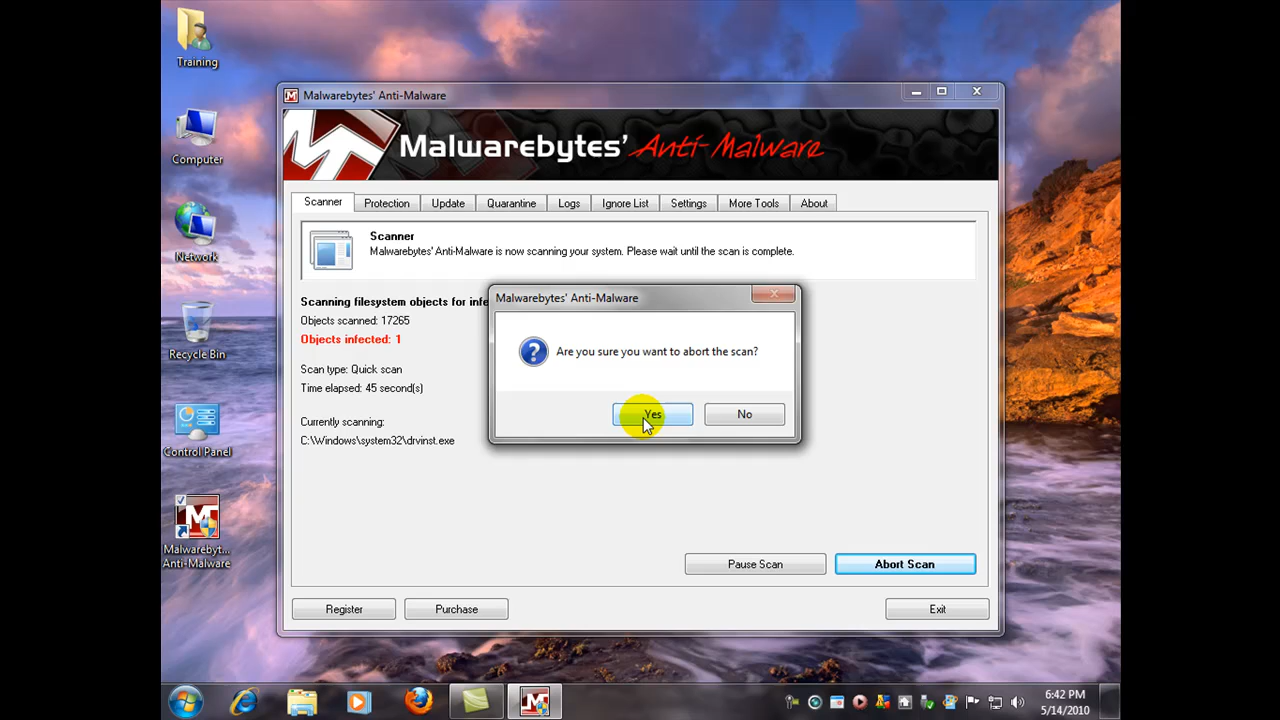 Training
Computer
Network
Recycle Bin
Control Panel
Malwarebyt...
Anti-Malware
Malwarebytes' Anti-Malware
Malwarebytes' Anti-Malware
Scanner
Protection
Update
Quarantine
Logs
Ignore List
Settings
More Tools
About
Scanner
Malwarebytes' Anti-Malware is now scanning your system. Please wait until the scan is complete.
Scanning filesystem objects for infe
Objects scanned: 17265
Objects infected: 1
Scan type: Quick scan
Time elapsed: 45 second(s)
Currently scanning:
C:\Windows\system32\drvinst.exe
Malwarebytes' Anti-Malware
Are you sure you want to abort the scan?
Yes
No
Pause Scan
Abort Scan
Register
Purchase
Exit
6:42 PM
5/14/2010